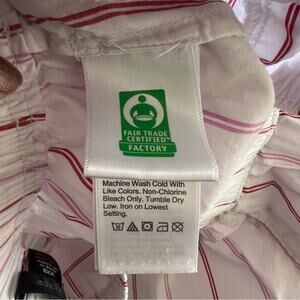 FAIR TRADE
CERTIFIED™
FACTORY
Machine Wash Cold With
Like Colors. Non-Chlorine
Bleach Only. Tumble Dry
Low. Iron on Lowest
Setting.
XXS